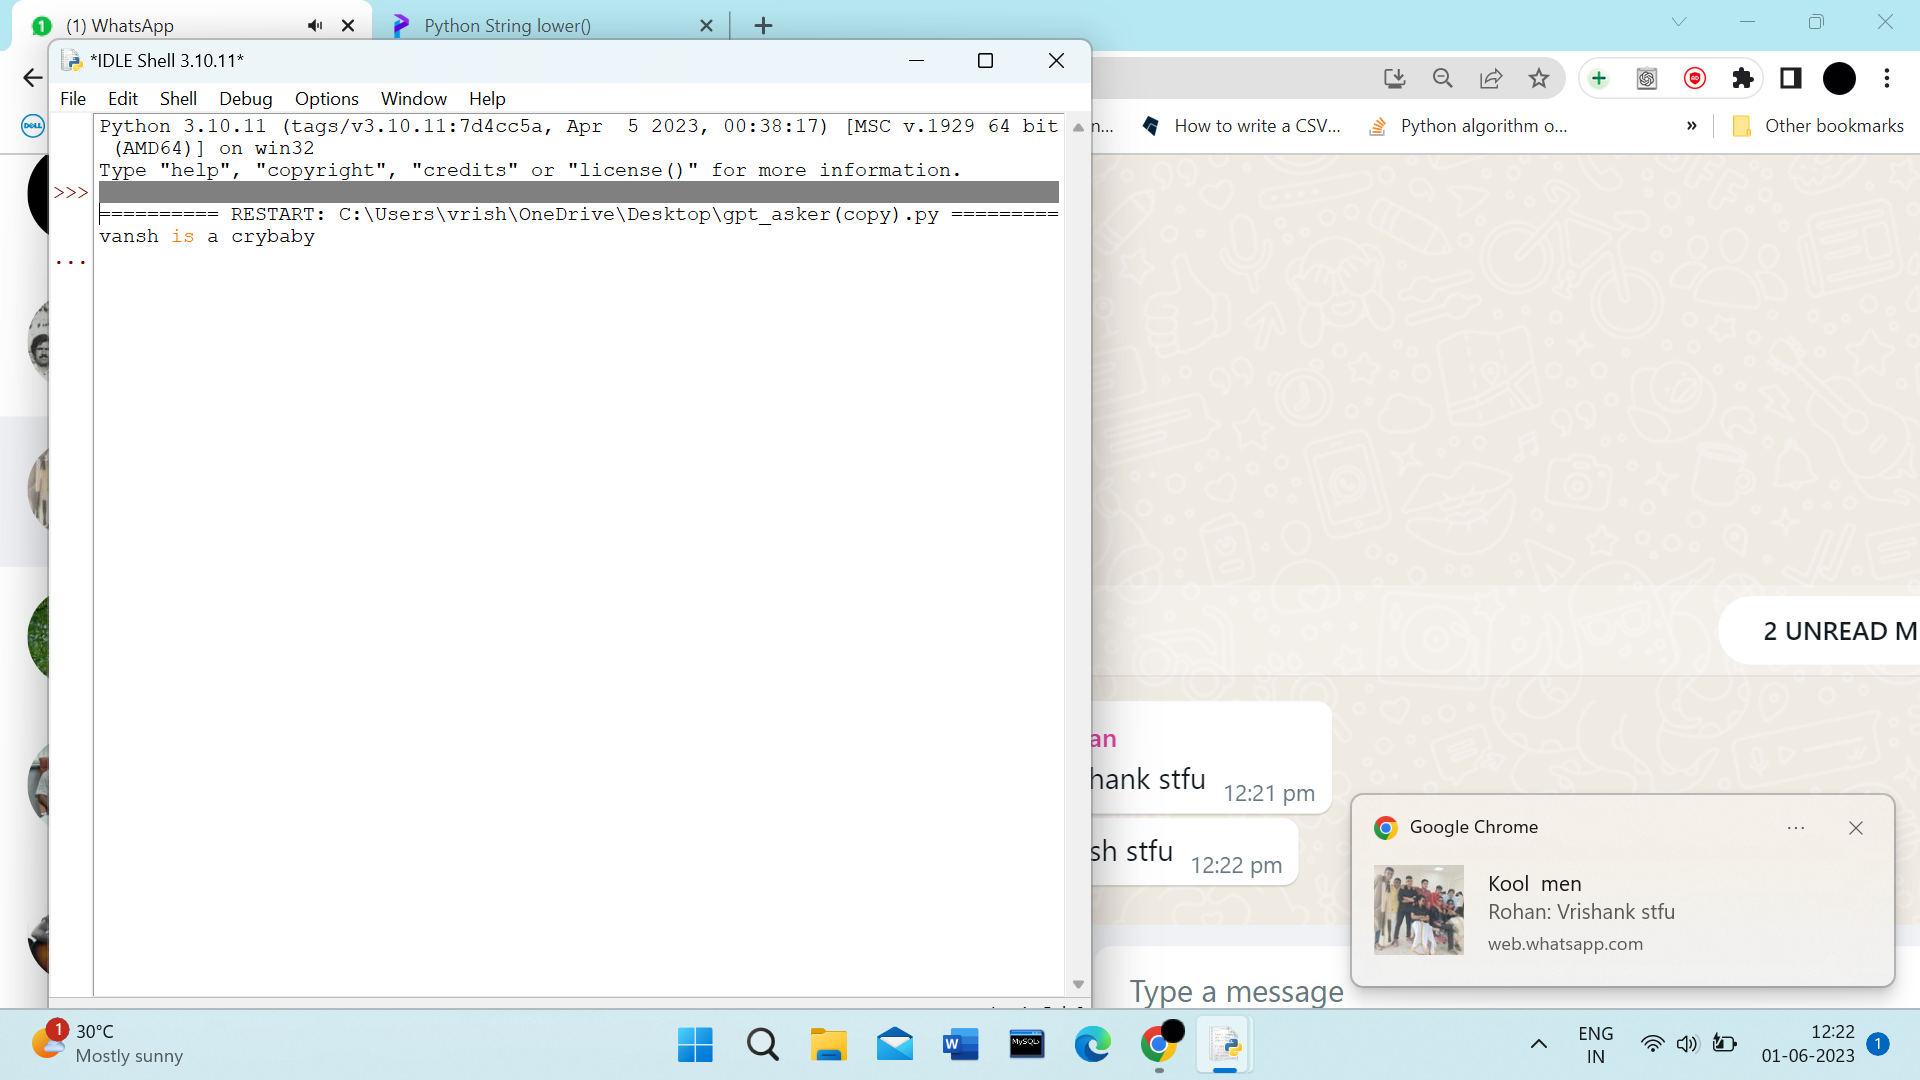 1
(1) WhatsApp
Python String lower()
*IDLE Shell 3.10.11*
File Edit Shell Debug Options Window Help
DELL
n...
How to write a CSV...
Python algorithm o...
»
Other bookmarks
Python 3.10.11 (tags/v3.10.11:7d4cc5a, Apr  5 2023, 00:38:17) [MSC v.1929 64 bit
(AMD64)] on win32
Type "help", "copyright", "credits" or "license()" for more information.
>>>
========== RESTART: C:\Users\vrish\OneDrive\Desktop\gpt_asker(copy).py =========
vansh is a crybaby
...
2 UNREAD M
an
hank stfu 12:21 pm
sh stfu 12:22 pm
Google Chrome
Kool  men
Rohan: Vrishank stfu
web.whatsapp.com
Type a message
1
30°C
Mostly sunny
W
MySQL>
ENG
IN
12:22
01-06-2023
1